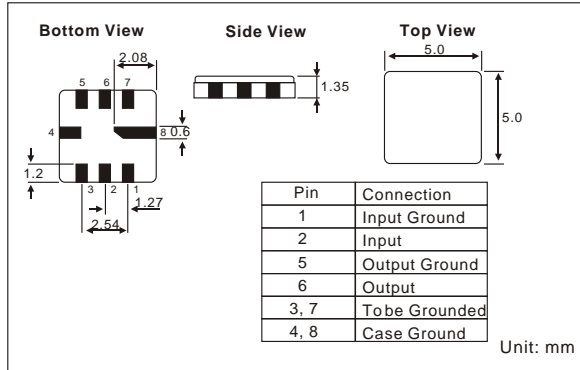 Bottom View
Side View
Top View
2.08
5.0
5 6 7
1.35
4
8 0.6
5.0
1.2
3 2 1
1.27
2.54
Pin Connection
1 Input Ground
2 Input
5 Output Ground
6 Output
3, 7 To be Grounded
4, 8 Case Ground
Unit: mm